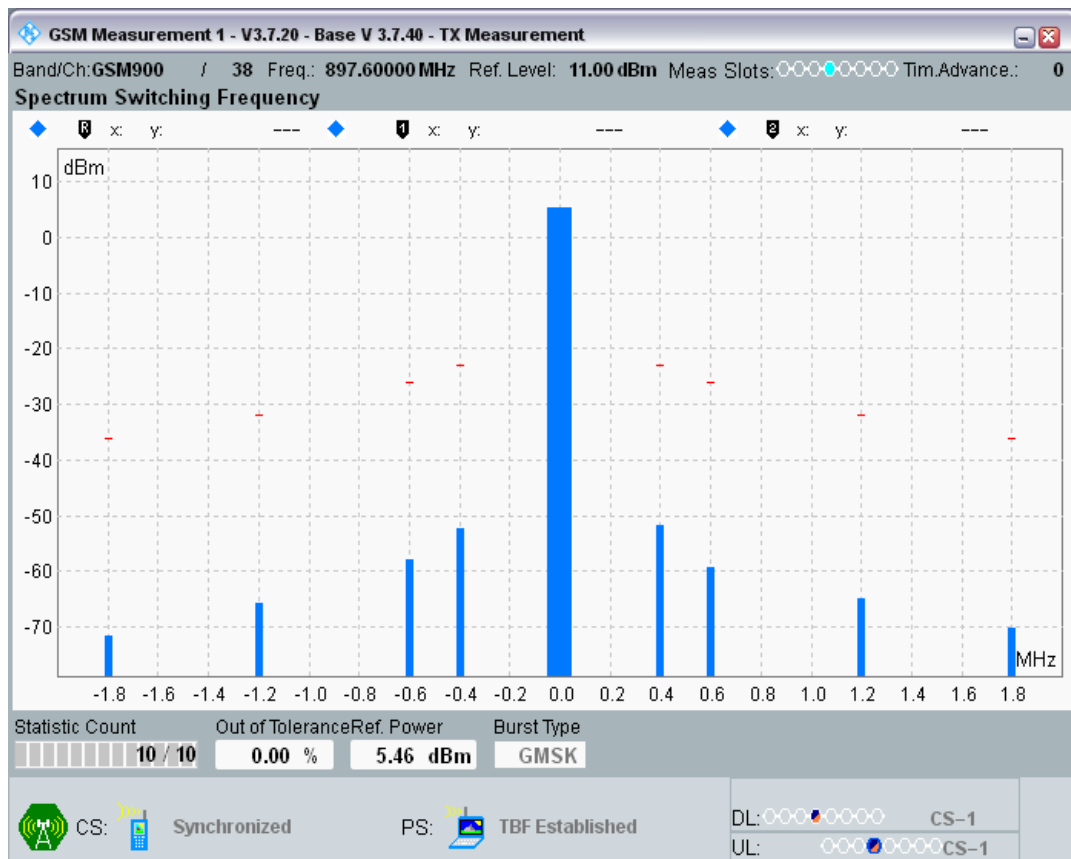 GSM Measurement 1 - V3.7.20 - Base V 3.7.40 - TX Measurement
Band/Ch:GSM900 / 38 Freq.: 897.60000 MHz Ref. Level: 11.00 dBm Meas Slots: Tim.Advance.: 0
Spectrum Switching Frequency
R x: y: --- 1 x: y: --- 2 x: y: ---
dBm
10
0
-10
-20
-30
-40
-50
-60
-70
MHz
-1.8 -1.6 -1.4 -1.2 -1.0 -0.8 -0.6 -0.4 -0.2 0.0 0.2 0.4 0.6 0.8 1.0 1.2 1.4 1.6 1.8
Statistic Count Out of Tolerance Ref. Power Burst Type
10 / 10 0.00 % 5.46 dBm GMSK
CS: Synchronized PS: TBF Established
DL: CS-1
UL: CS-1